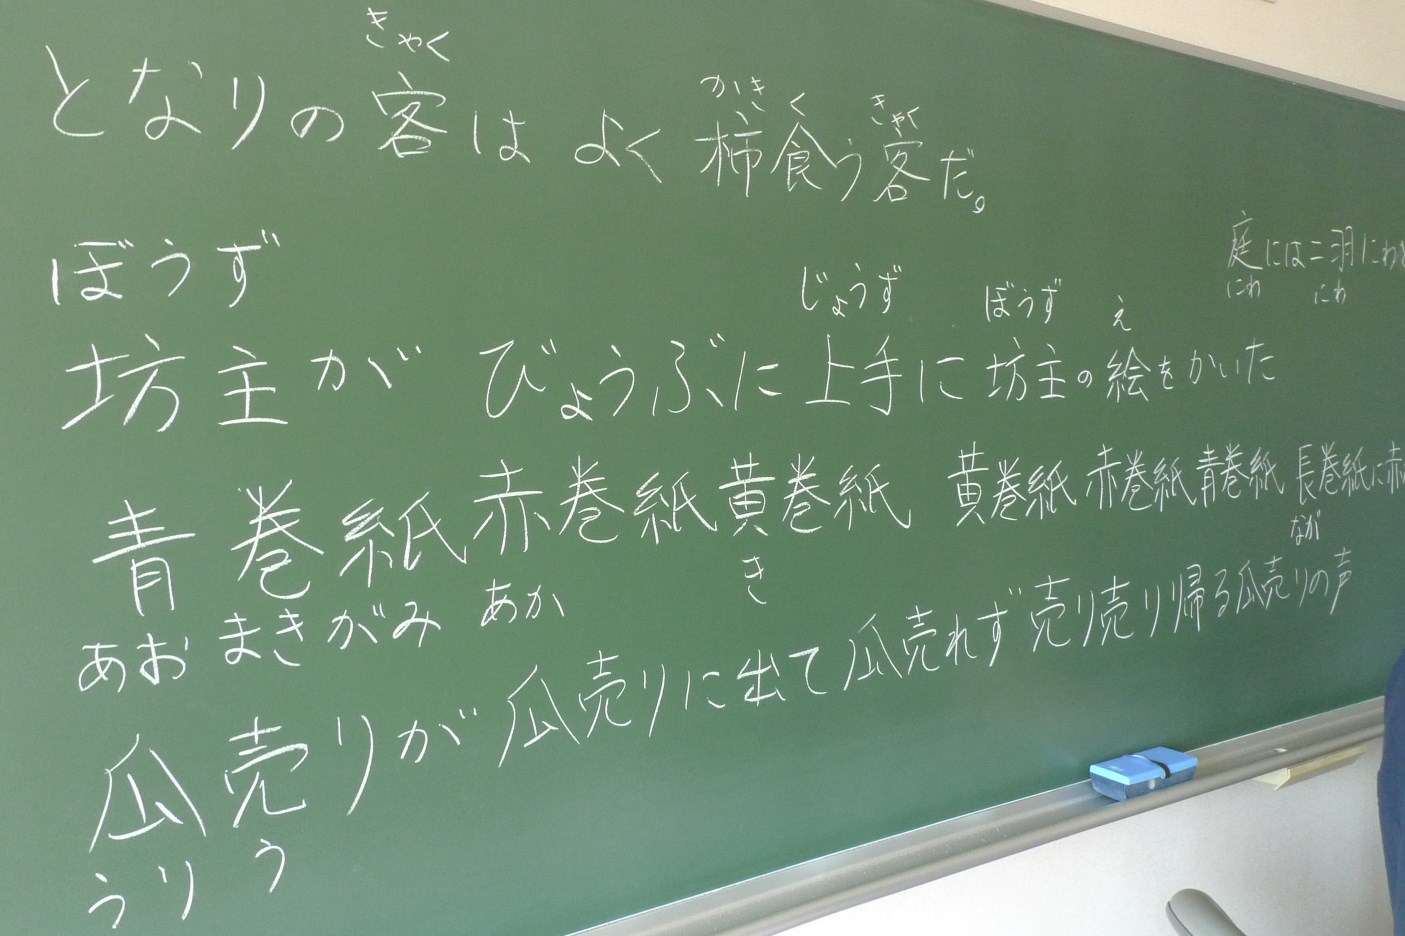 きゃく かき く きゃく
となりの客は よく柿食う客だ。
庭には二羽にわ
にわ にわ
ぼうず じょうず ぼうず え
坊主が びょうぶに上手に坊主の絵をかいた
青巻紙赤巻紙黄巻紙 黄巻紙赤巻紙青巻紙 長巻紙に赤
あおまきがみ あか き なが
瓜売りが瓜売りに出て瓜売れず売り売り帰る瓜売りの声
うり う